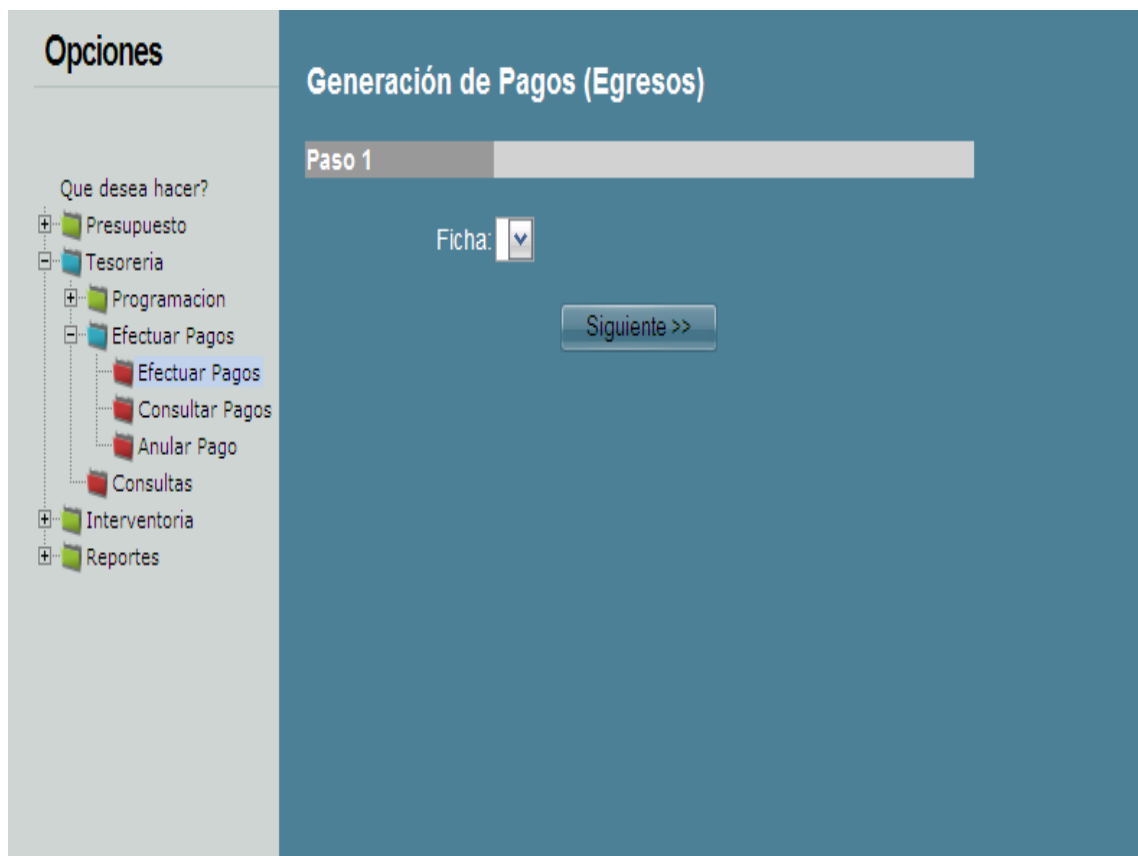 Opciones
Que desea hacer?
Presupuesto
Tesoreria
Programacion
Efectuar Pagos
Efectuar Pagos
Consultar Pagos
Anular Pago
Consultas
Interventoria
Reportes
Generación de Pagos (Egresos)
Paso 1
Ficha:
Siguiente >>